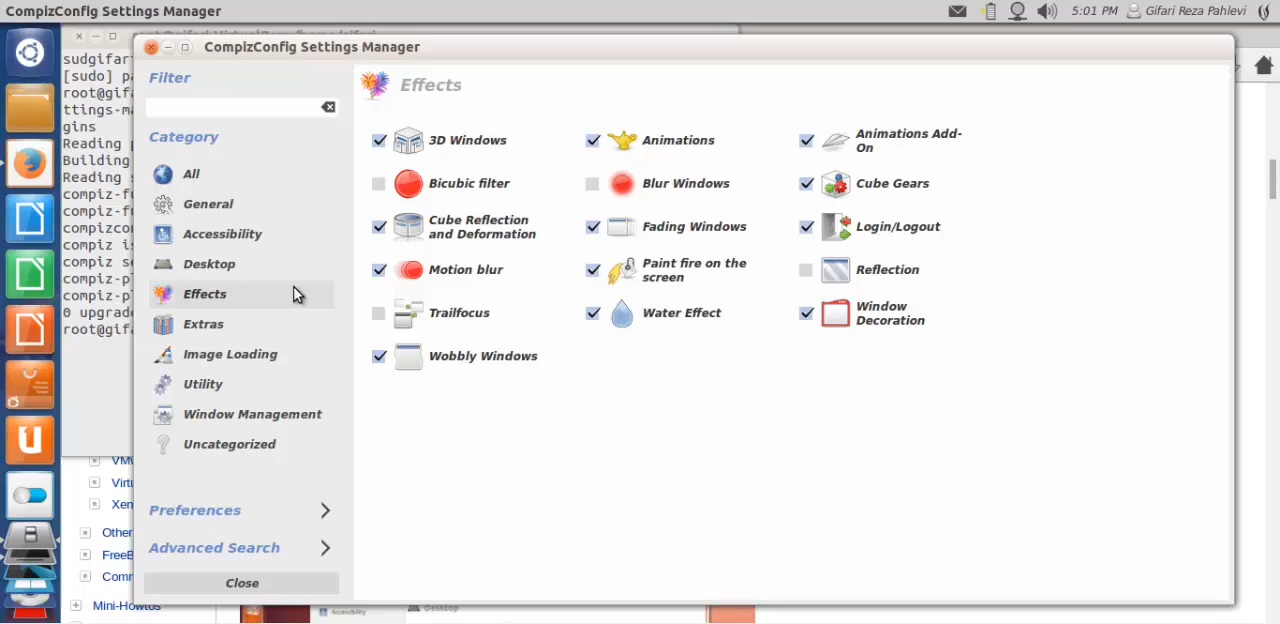 CompizConfig Settings Manager
5:01 PM Gifari Reza Pahlevi
CompizConfig Settings Manager
sudgifar
[sudo] pa
root@gifa
ttings-ma
gins
Reading p
Building
Reading s
compiz-fu
compiz-fu
compizcon
compiz is
compiz se
compiz-pl
compiz-pl
0 upgrade
root@gifa
Filter
Category
All
General
Accessibility
Desktop
Effects
Extras
Image Loading
Utility
Window Management
Uncategorized
Preferences
Advanced Search
Close
Effects
3D Windows
Animations
Animations Add-
On
Bicubic filter
Blur Windows
Cube Gears
Cube Reflection
and Deformation
Fading Windows
Login/Logout
Motion blur
Paint fire on the
screen
Reflection
Trailfocus
Water Effect
Window
Decoration
Wobbly Windows
VMw
Virtu
Xen
Other
FreeB
Comm
Mini-Howtos
Accessibility
Desktop